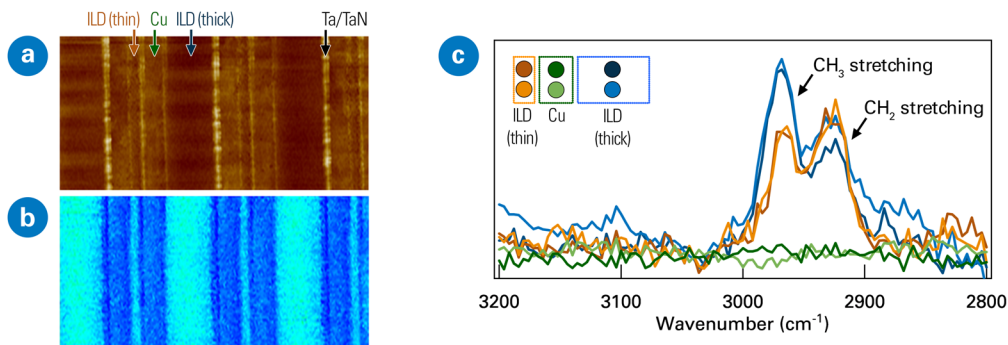 ILD (thin) Cu ILD (thick) Ta/TaN
a
b
c
CH₃ stretching
CH₂ stretching
ILD (thin)
Cu
ILD (thick)
3200 3100 3000 2900 2800
Wavenumber (cm⁻¹)